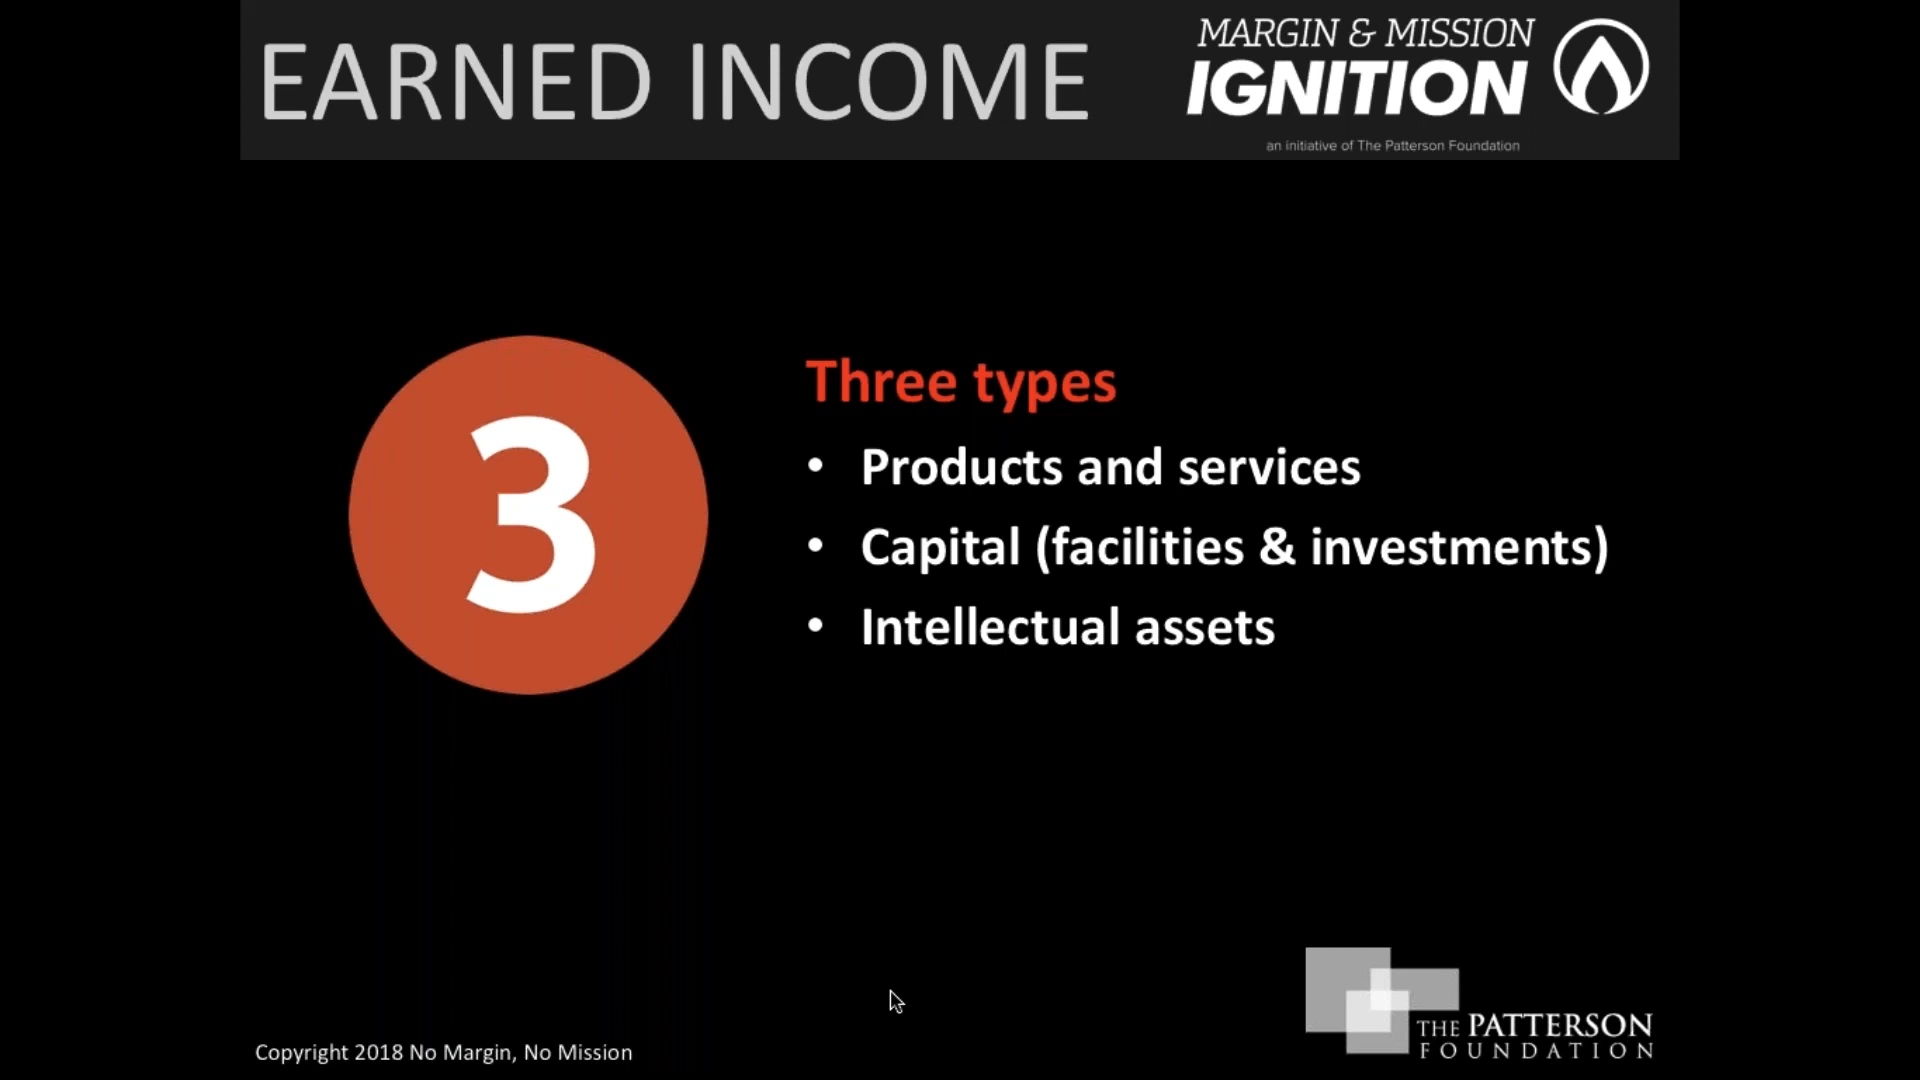 EARNED INCOME
MARGIN & MISSION
IGNITION
an initiative of The Patterson Foundation
3
Three types
• Products and services
• Capital (facilities & investments)
• Intellectual assets
THE PATTERSON
FOUNDATION
Copyright 2018 No Margin, No Mission